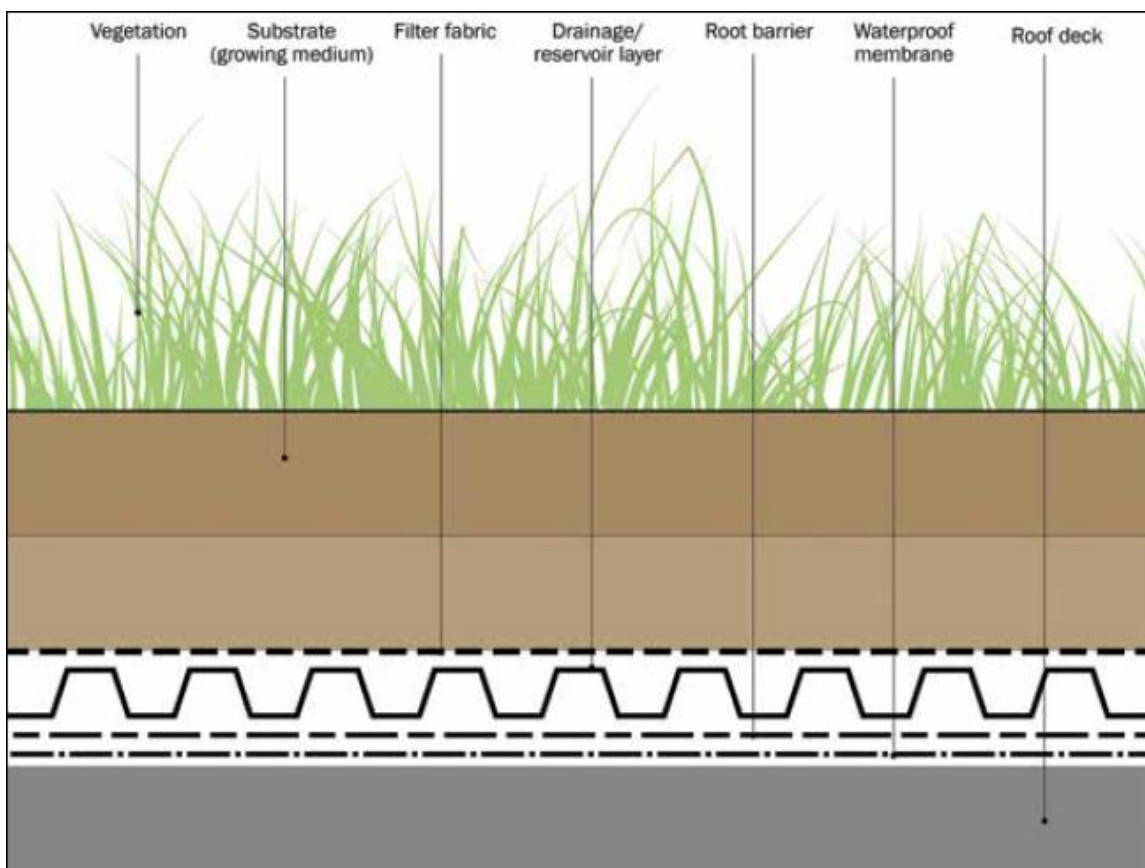 Vegetation
Substrate
(growing medium)
Filter fabric
Drainage/
reservoir layer
Root barrier
Waterproof
membrane
Roof deck